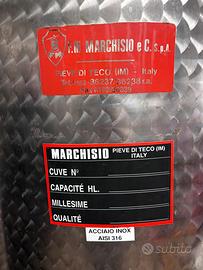 F.lli MARCHISIO e C. S.p.A.
PIEVE DI TECO (IM) - Italy
MARCHISIO PIEVE DI TECO (IM)
ITALY
CUVE N°
CAPACITÉ HL.
MILLESIME
QUALITÉ
ACCIAIO INOX
AISI 316
subito